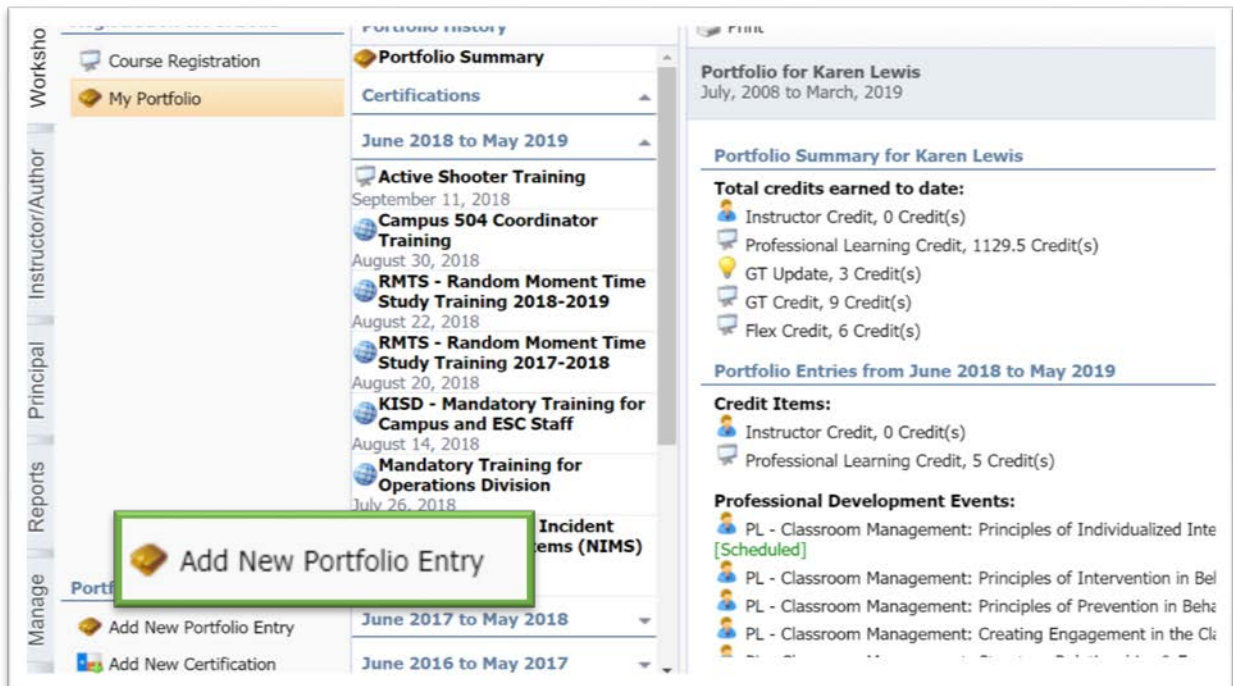 Worksho
Instructor/Author
Principal
Reports
Manage
Course Registration
My Portfolio
Portfolio History
Portfolio Summary
Certifications
June 2018 to May 2019
Active Shooter Training
September 11, 2018
Campus 504 Coordinator
Training
August 30, 2018
RMTS - Random Moment Time
Study Training 2018-2019
August 22, 2018
RMTS - Random Moment Time
Study Training 2017-2018
August 20, 2018
KISD - Mandatory Training for
Campus and ESC Staff
August 14, 2018
Mandatory Training for
Operations Division
July 26, 2018
Incident
tems (NIMS)
Add New Portfolio Entry
Portf
Add New Portfolio Entry
Add New Certification
June 2017 to May 2018
June 2016 to May 2017
Print
Portfolio for Karen Lewis
July, 2008 to March, 2019
Portfolio Summary for Karen Lewis
Total credits earned to date:
Instructor Credit, 0 Credit(s)
Professional Learning Credit, 1129.5 Credit(s)
GT Update, 3 Credit(s)
GT Credit, 9 Credit(s)
Flex Credit, 6 Credit(s)
Portfolio Entries from June 2018 to May 2019
Credit Items:
Instructor Credit, 0 Credit(s)
Professional Learning Credit, 5 Credit(s)
Professional Development Events:
PL - Classroom Management: Principles of Individualized Inte
[Scheduled]
PL - Classroom Management: Principles of Intervention in Bel
PL - Classroom Management: Principles of Prevention in Beha
PL - Classroom Management: Creating Engagement in the Cla